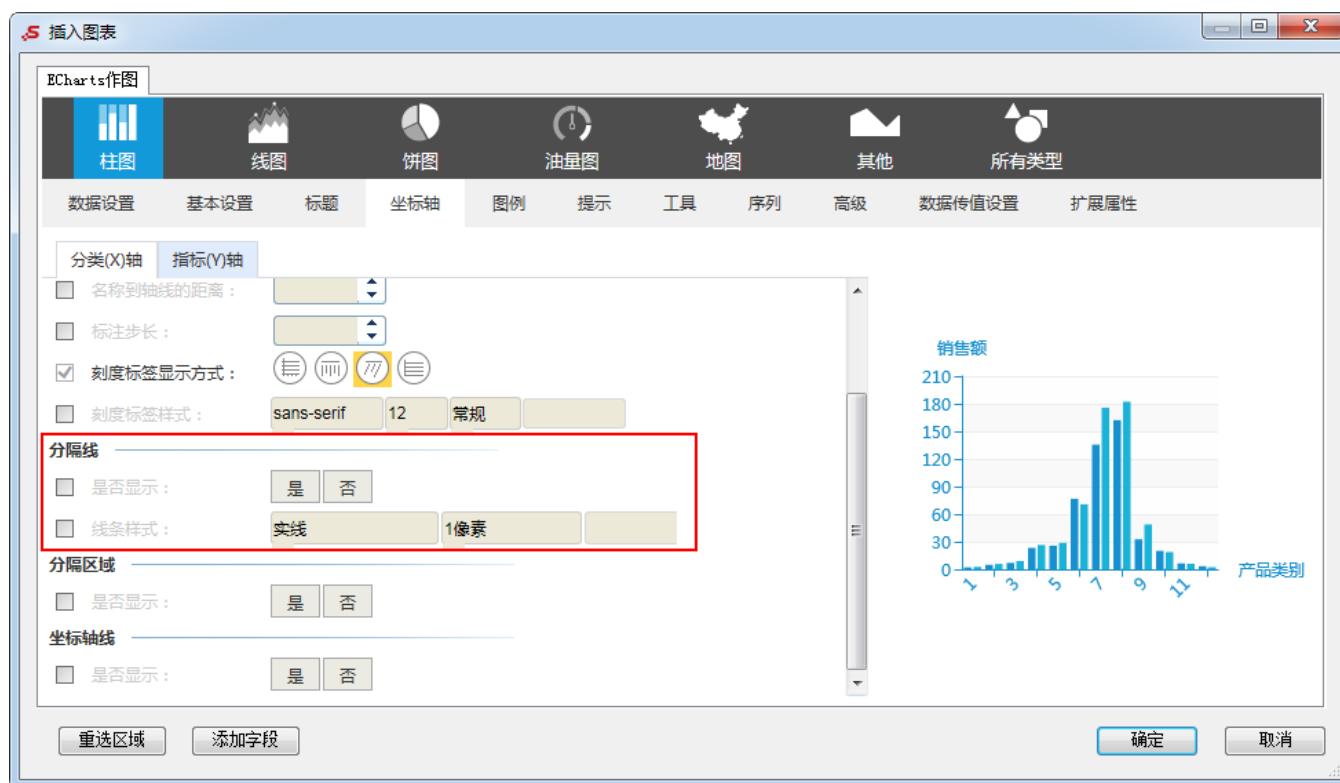 插入图表
ECharts作图
柱图 线图 饼图 油量图 地图 其他 所有类型
数据设置 基本设置 标题 坐标轴 图例 提示 工具 序列 高级 数据传值设置 扩展属性
分类(X)轴 指标(Y)轴
名称到轴线的距离：
标注步长：
刻度标签显示方式：
刻度标签样式： sans-serif 12 常规
分隔线
是否显示： 是 否
线条样式： 实线 1像素
分隔区域
是否显示： 是 否
坐标轴线
是否显示： 是 否
销售额
210
180
150
120
90
60
30
0
1 3 5 7 9 11
产品类别
重选区域 添加字段 确定 取消